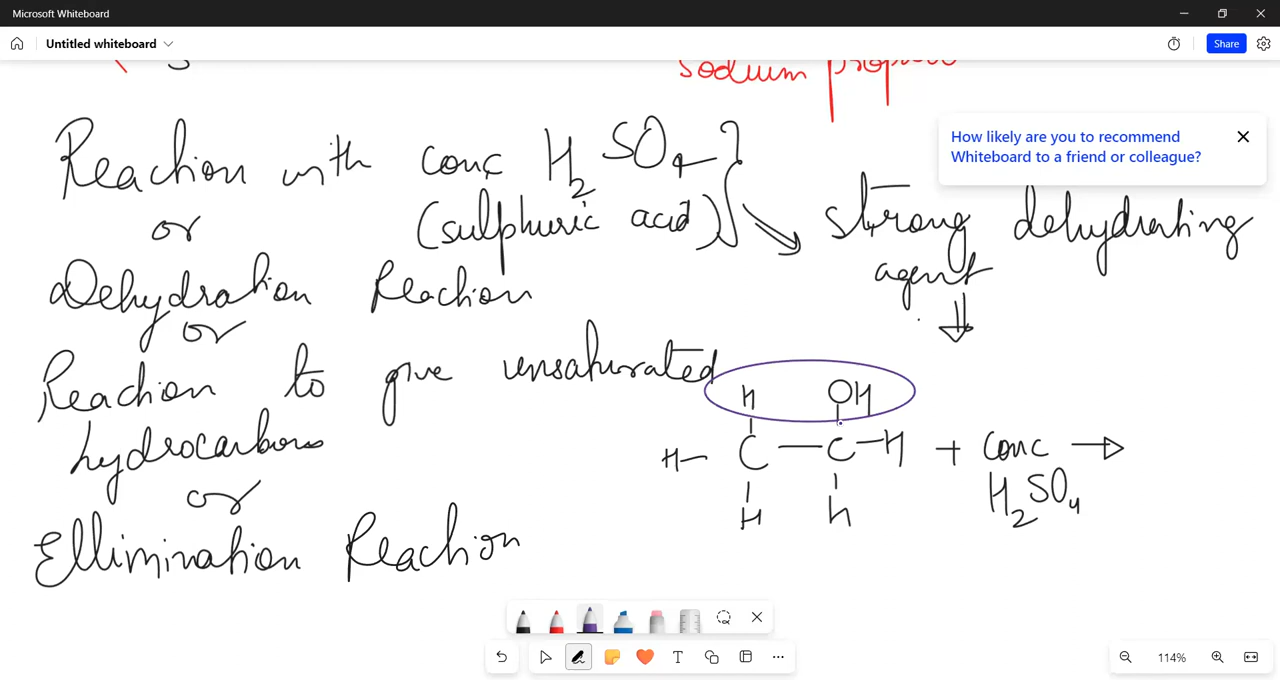 Microsoft Whiteboard
Untitled whiteboard
Share
How likely are you to recommend
Whiteboard to a friend or colleague?
sodium
Reaction with conc H2SO4
(sulphuric acid)
or
Dehydration Reaction
or
Reaction to give unsaturated
hydrocarbons
or
Ellimination Reaction
strong dehydrating
agent
H OH
H– C — C –H + conc →
H2SO4
H h
114%